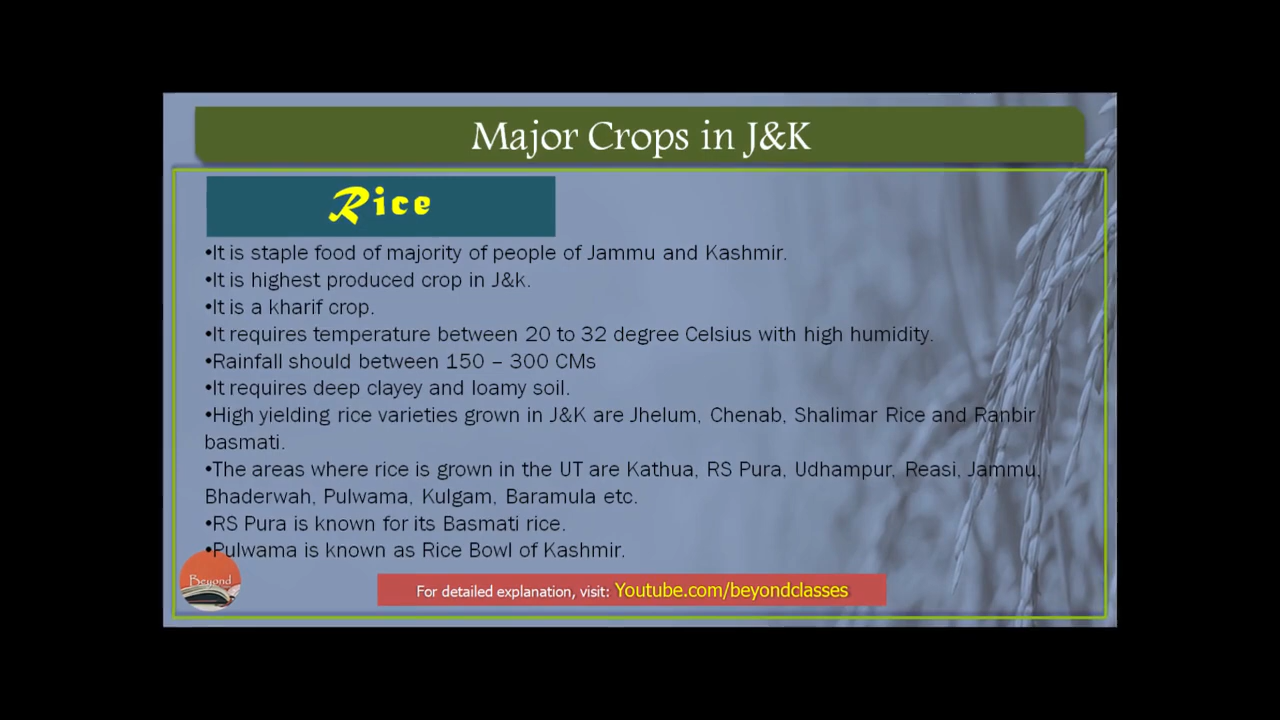 Major Crops in J&K
Rice
•It is staple food of majority of people of Jammu and Kashmir.
•It is highest produced crop in J&k.
•It is a kharif crop.
•It requires temperature between 20 to 32 degree Celsius with high humidity.
•Rainfall should between 150 – 300 CMs
•It requires deep clayey and loamy soil.
•High yielding rice varieties grown in J&K are Jhelum, Chenab, Shalimar Rice and Ranbir
basmati.
•The areas where rice is grown in the UT are Kathua, RS Pura, Udhampur, Reasi, Jammu,
Bhaderwah, Pulwama, Kulgam, Baramula etc.
•RS Pura is known for its Basmati rice.
•Pulwama is known as Rice Bowl of Kashmir.
Beyond
For detailed explanation, visit: Youtube.com/beyondclasses